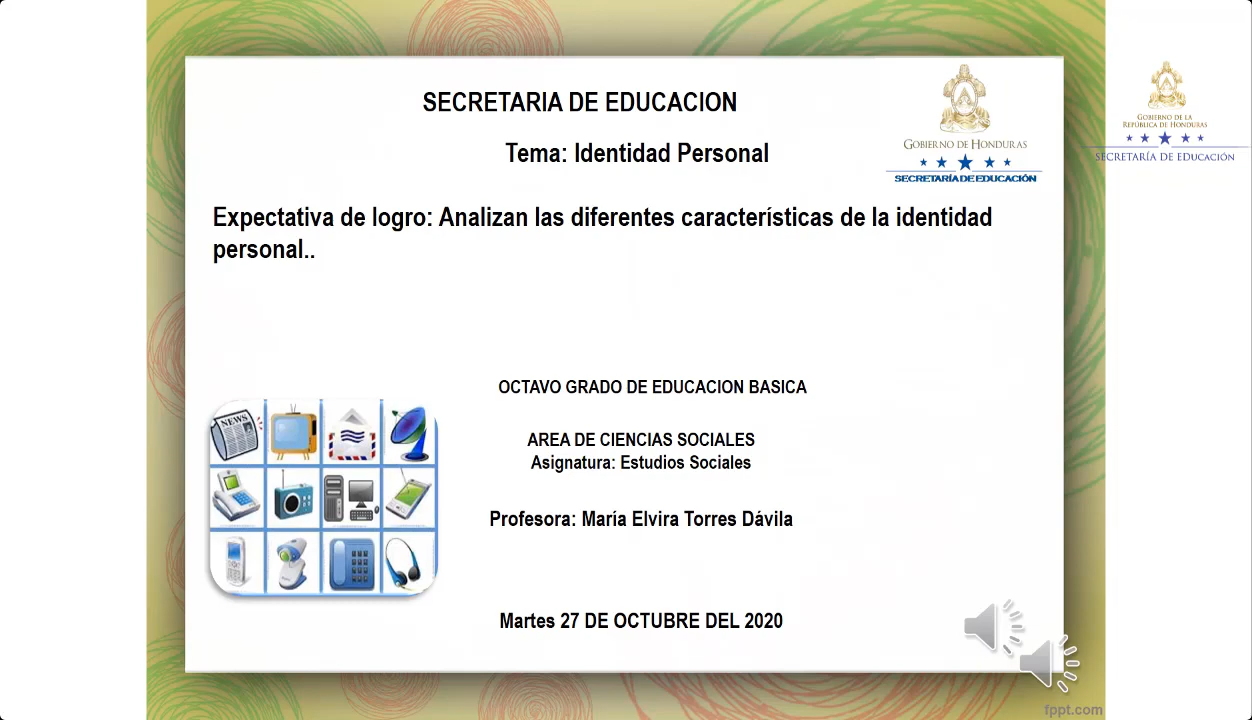 SECRETARIA DE EDUCACION
Tema: Identidad Personal
GOBIERNO DE HONDURAS
SECRETARÍA DE EDUCACIÓN
GOBIERNO DE LA
REPÚBLICA DE HONDURAS
SECRETARÍA DE EDUCACIÓN
Expectativa de logro: Analizan las diferentes características de la identidad
personal..
OCTAVO GRADO DE EDUCACION BASICA
NEWS
AREA DE CIENCIAS SOCIALES
Asignatura: Estudios Sociales
Profesora: María Elvira Torres Dávila
Martes 27 DE OCTUBRE DEL 2020
fppt.com